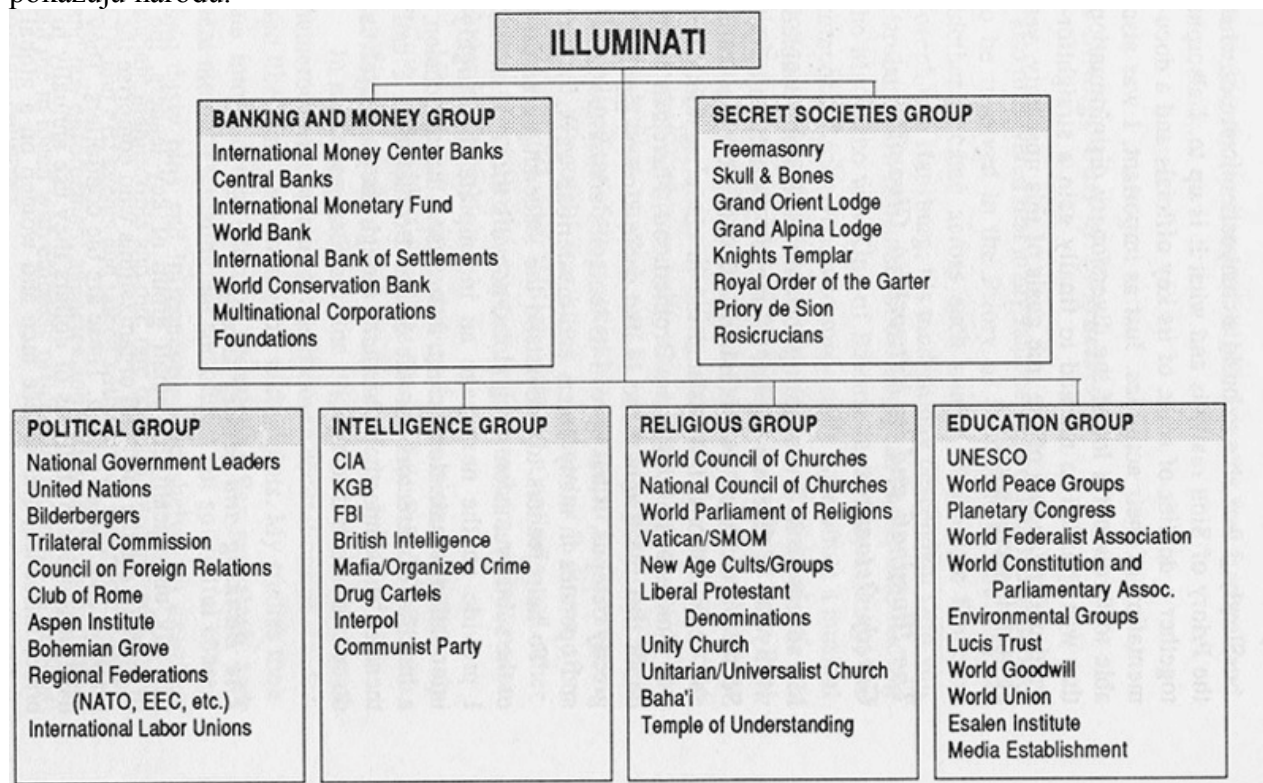 pokazuju narodu.
ILLUMINATI
BANKING AND MONEY GROUP
International Money Center Banks
Central Banks
International Monetary Fund
World Bank
International Bank of Settlements
World Conservation Bank
Multinational Corporations
Foundations
SECRET SOCIETIES GROUP
Freemasonry
Skull & Bones
Grand Orient Lodge
Grand Alpina Lodge
Knights Templar
Royal Order of the Garter
Priory de Sion
Rosicrucians
POLITICAL GROUP
National Government Leaders
United Nations
Bilderbergers
Trilateral Commission
Council on Foreign Relations
Club of Rome
Aspen Institute
Bohemian Grove
Regional Federations
(NATO, EEC, etc.)
International Labor Unions
INTELLIGENCE GROUP
CIA
KGB
FBI
British Intelligence
Mafia/Organized Crime
Drug Cartels
Interpol
Communist Party
RELIGIOUS GROUP
World Council of Churches
National Council of Churches
World Parliament of Religions
Vatican/SMOM
New Age Cults/Groups
Liberal Protestant
Denominations
Unity Church
Unitarian/Universalist Church
Baha'i
Temple of Understanding
EDUCATION GROUP
UNESCO
World Peace Groups
Planetary Congress
World Federalist Association
World Constitution and
Parliamentary Assoc.
Environmental Groups
Lucis Trust
World Goodwill
World Union
Esalen Institute
Media Establishment